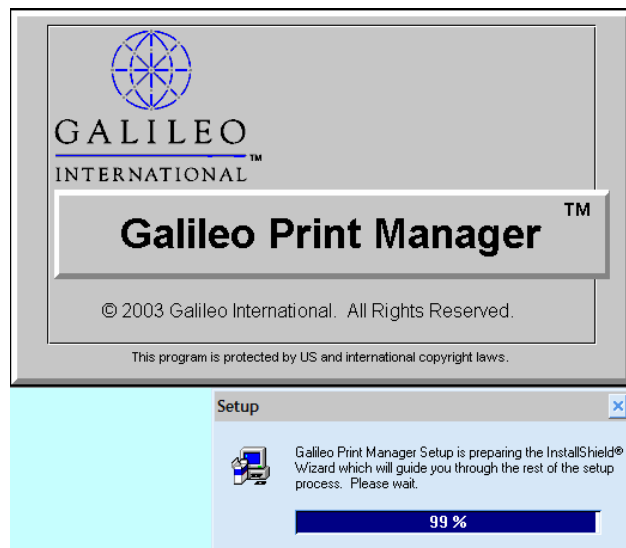 GALILEO
TM
INTERNATIONAL
Galileo Print Manager TM
© 2003 Galileo International. All Rights Reserved.
This program is protected by US and international copyright laws.
Setup
Galileo Print Manager Setup is preparing the InstallShield®
Wizard which will guide you through the rest of the setup
process. Please wait.
99 %